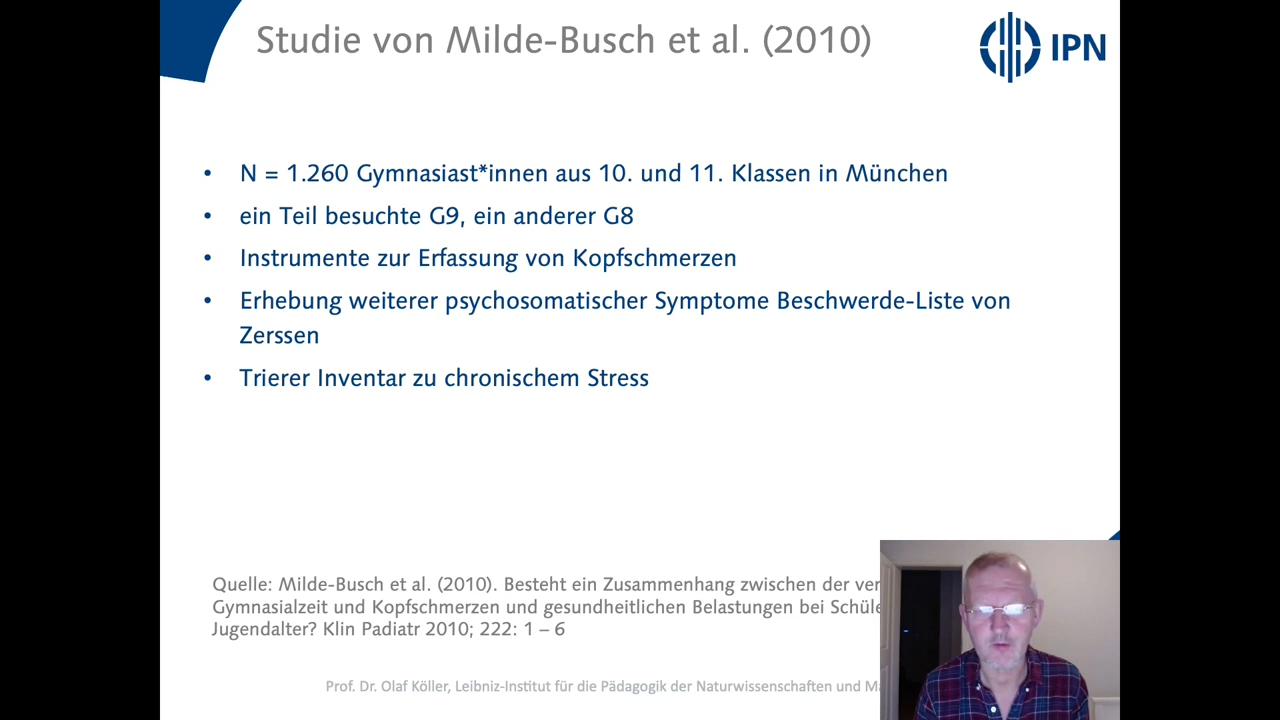 Studie von Milde-Busch et al. (2010)
IPN
• N = 1.260 Gymnasiast*innen aus 10. und 11. Klassen in München
• ein Teil besuchte G9, ein anderer G8
• Instrumente zur Erfassung von Kopfschmerzen
• Erhebung weiterer psychosomatischer Symptome Beschwerde-Liste von
Zerssen
• Trierer Inventar zu chronischem Stress
Quelle: Milde-Busch et al. (2010). Besteht ein Zusammenhang zwischen der
Gymnasialzeit und Kopfschmerzen und gesundheitlichen Belastungen bei
Jugendalter? Klin Padiatr 2010; 222: 1 – 6
Prof. Dr. Olaf Köller, Leibniz-Institut für die Pädagogik der Naturwissenschaften und